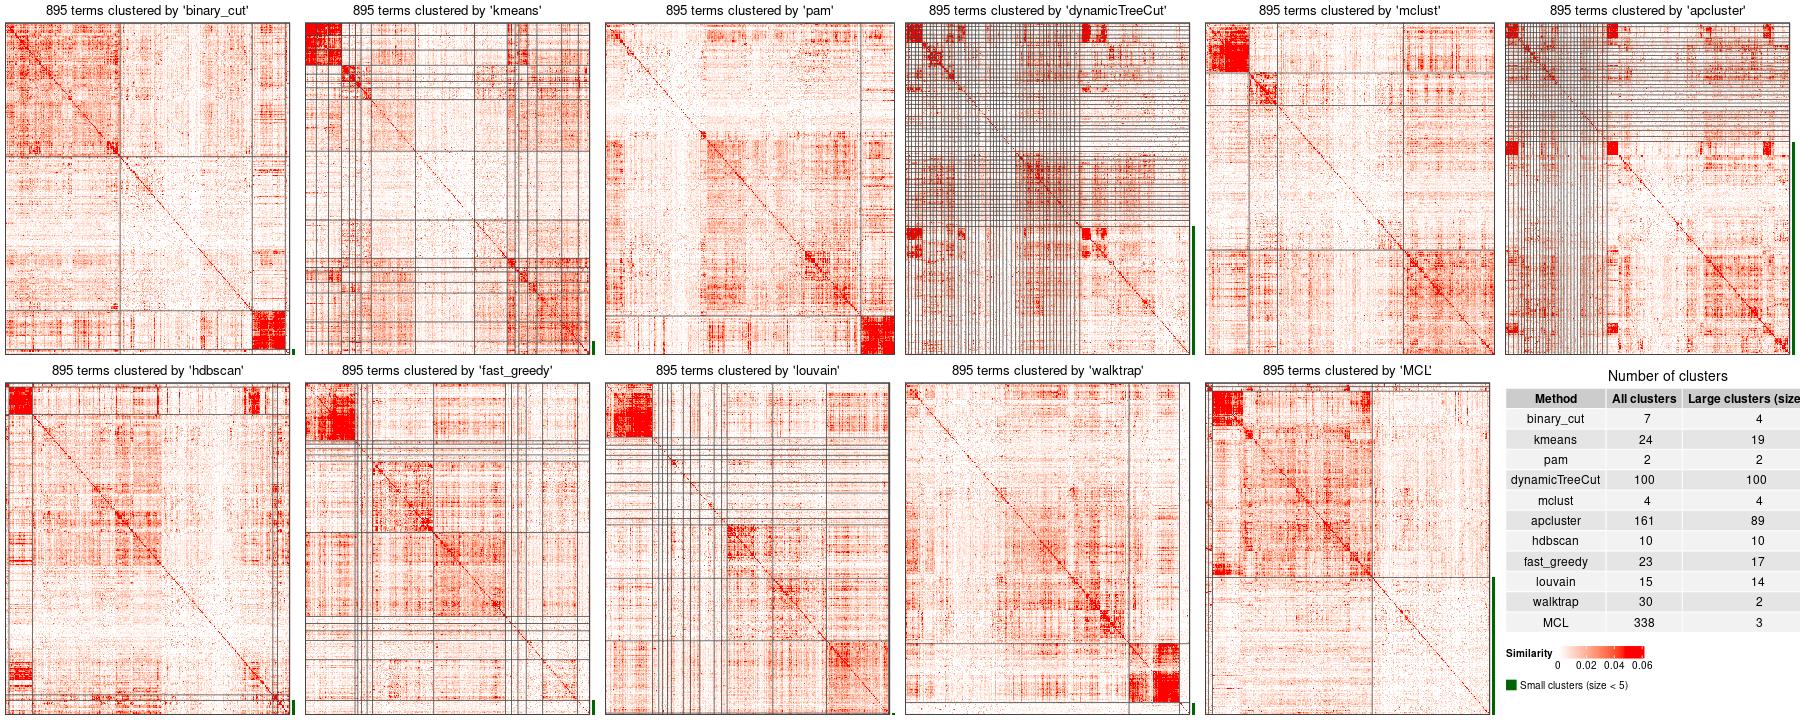 895 terms clustered by 'binary_cut'
895 terms clustered by 'kmeans'
895 terms clustered by 'pam'
895 terms clustered by 'dynamicTreeCut'
895 terms clustered by 'mclust'
895 terms clustered by 'apcluster'
895 terms clustered by 'hdbscan'
895 terms clustered by 'fast_greedy'
895 terms clustered by 'louvain'
895 terms clustered by 'walktrap'
895 terms clustered by 'MCL'
Number of clusters
Method All clusters Large clusters (size
binary_cut 7 4
kmeans 24 19
pam 2 2
dynamicTreeCut 100 100
mclust 4 4
apcluster 161 89
hdbscan 10 10
fast_greedy 23 17
louvain 15 14
walktrap 30 2
MCL 338 3
Similarity
0 0.02 0.04 0.06
Small clusters (size < 5)